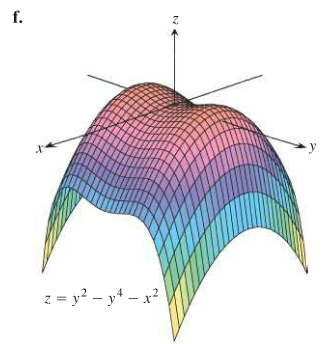 f.
z
x
y
z = y² − y⁴ − x²